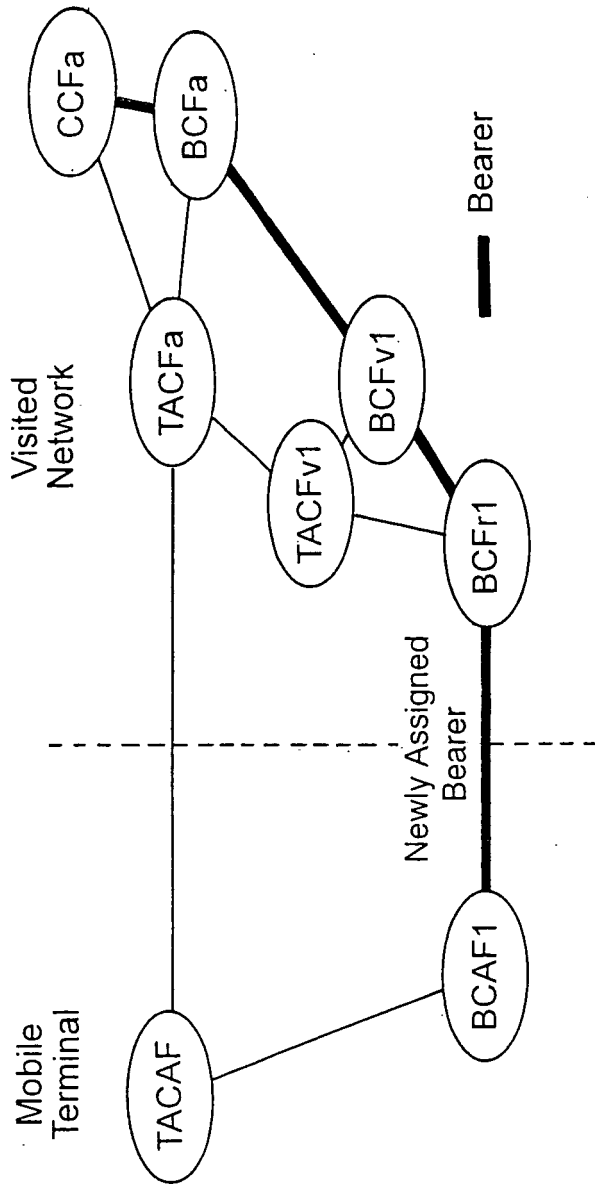 Mobile
Terminal
Visited
Network
TACAF
TACFa
CCFa
BCFa
TACFv1
BCFv1
Newly Assigned
Bearer
BCAF1
BCFr1
Bearer